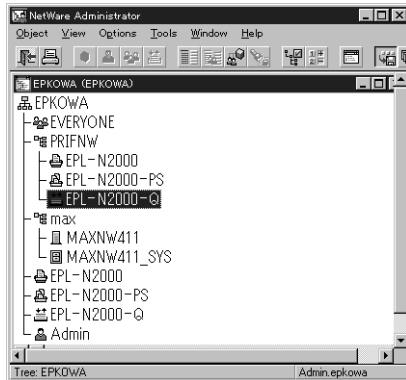 NetWare Administrator
Object View Options Tools Window Help
EPKOWA (EPKOWA)
EPKOWA
EVERYONE
PRIFNW
EPL-N2000
EPL-N2000-PS
EPL-N2000-Q
max
MAXNW411
MAXNW411_SYS
EPL-N2000
EPL-N2000-PS
EPL-N2000-Q
Admin
Tree: EPKOWA Admin.epkowa